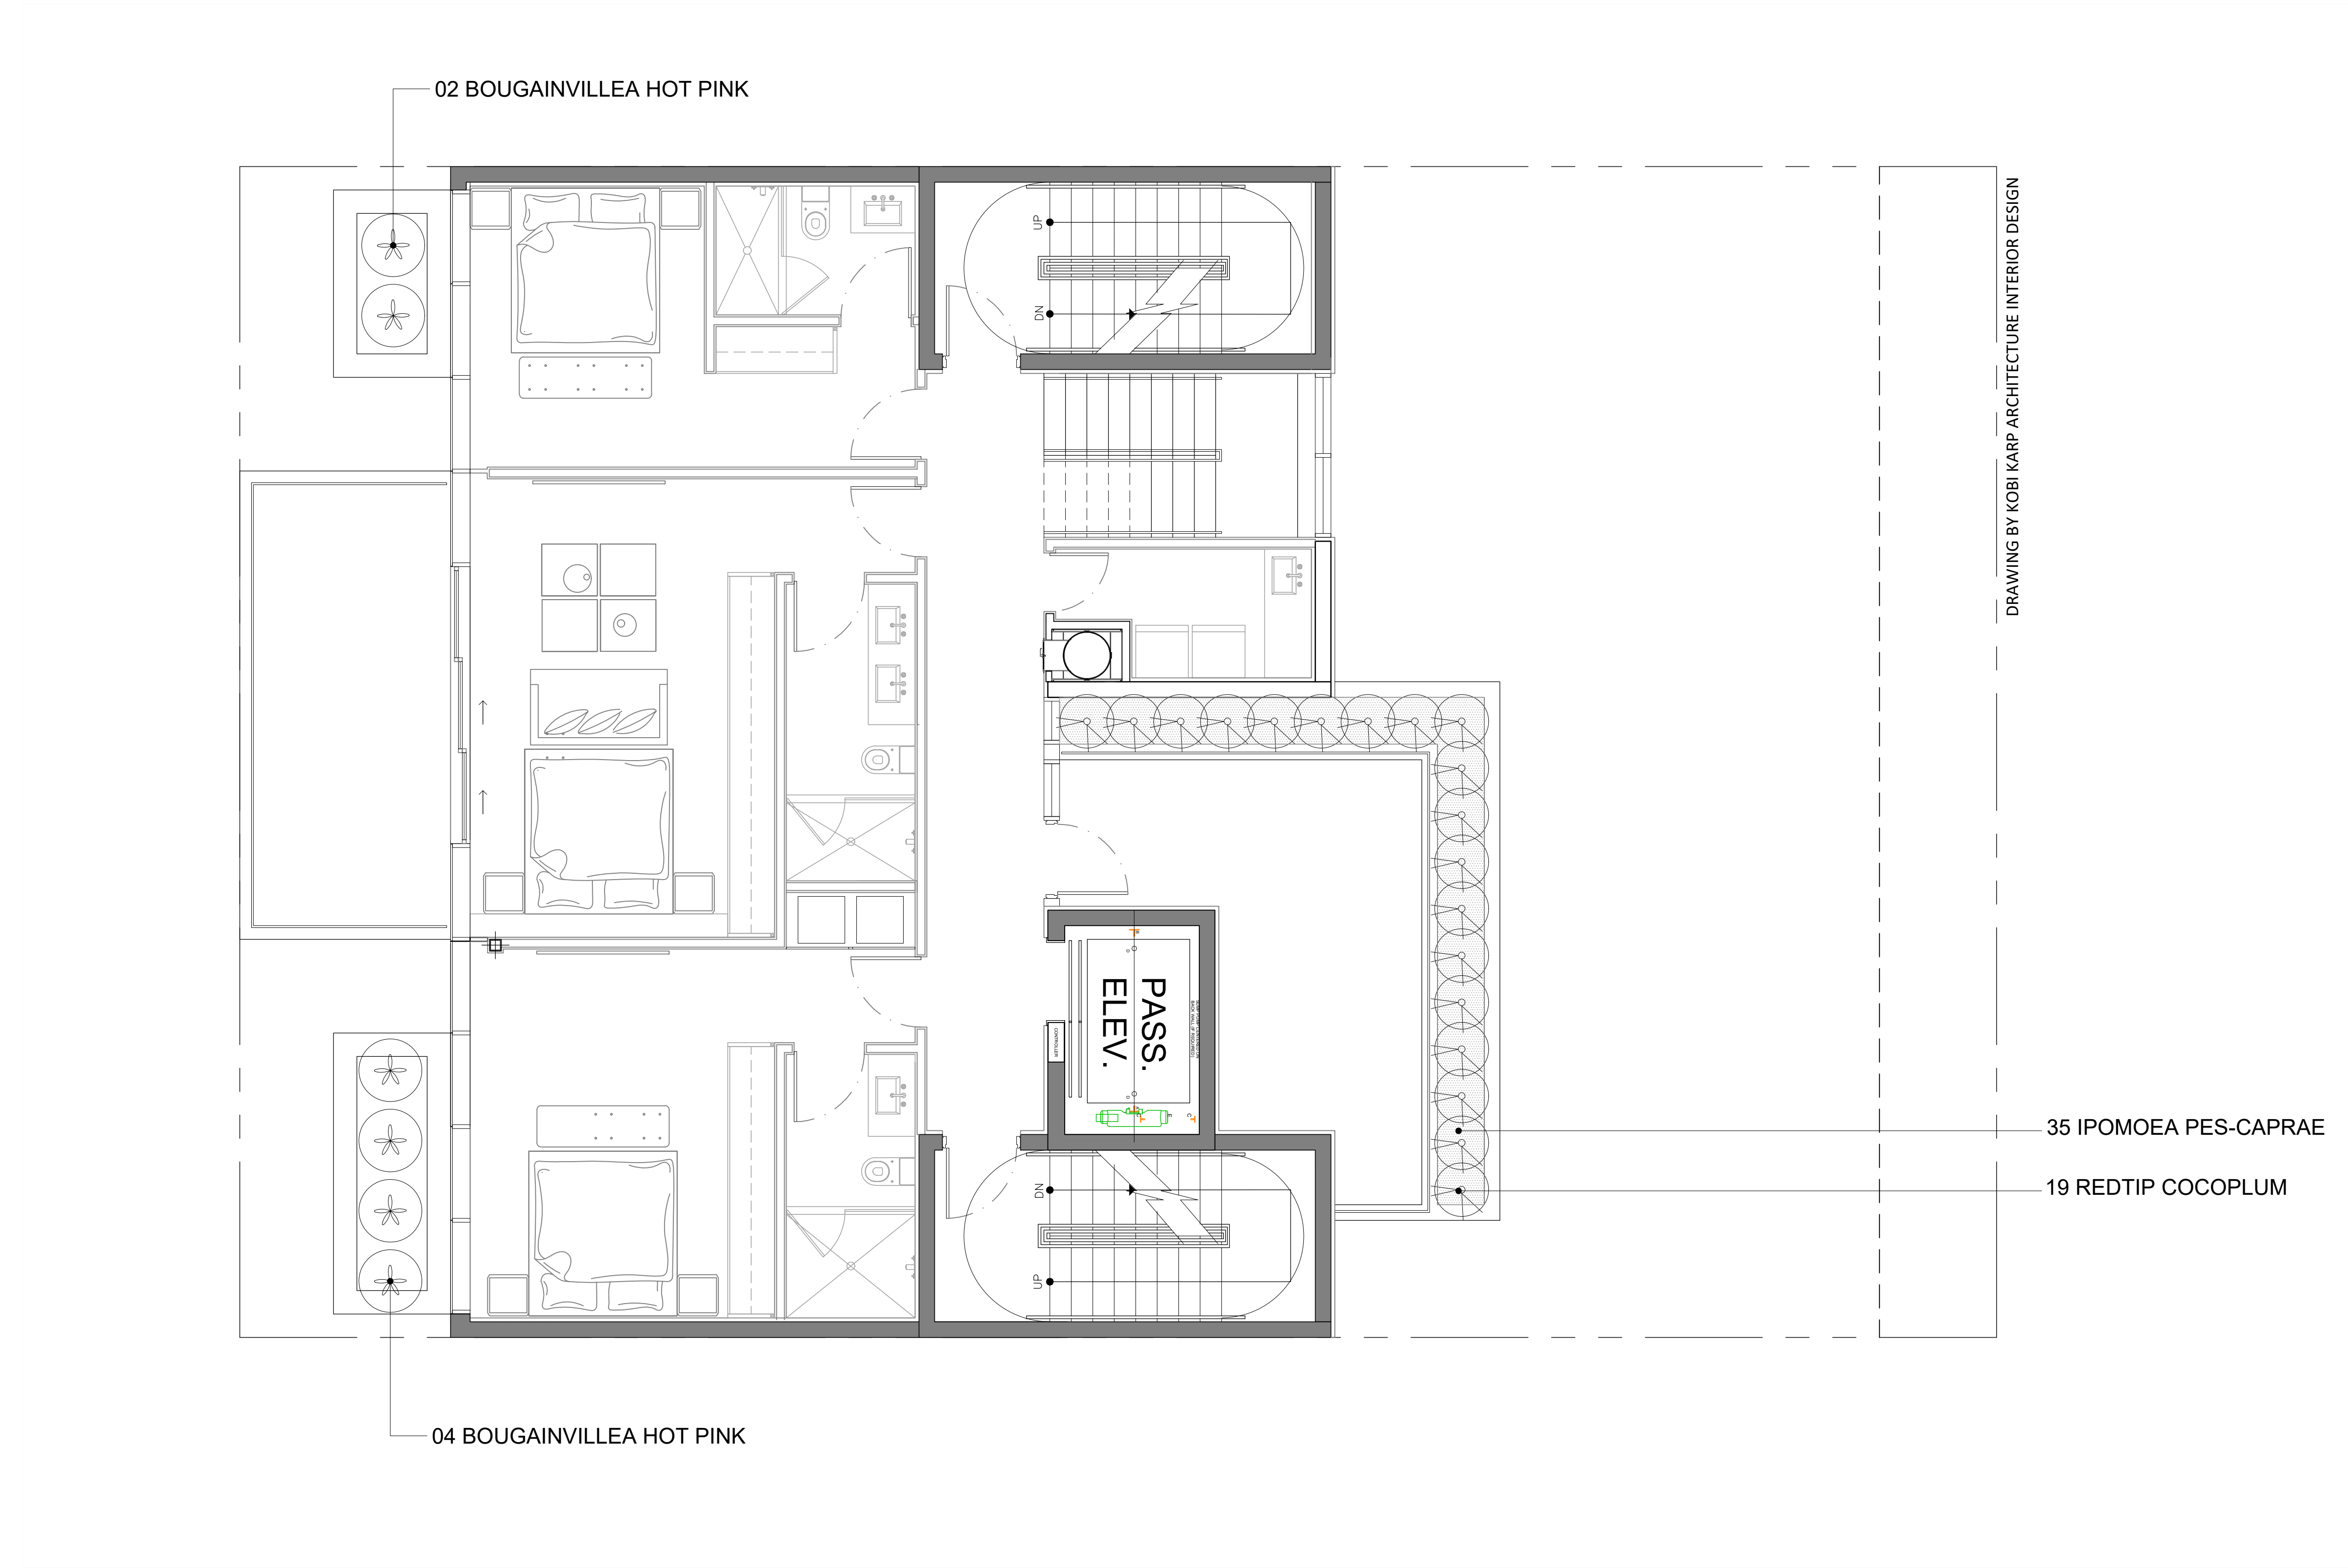 02 BOUGAINVILLEA HOT PINK
DRAWING BY KOBI KARP ARCHITECTURE INTERIOR DESIGN
UP
DN
PASS.
ELEV.
CONTROLLER
35 IPOMOEA PES-CAPRAE
19 REDTIP COCOPLUM
DN
UP
04 BOUGAINVILLEA HOT PINK